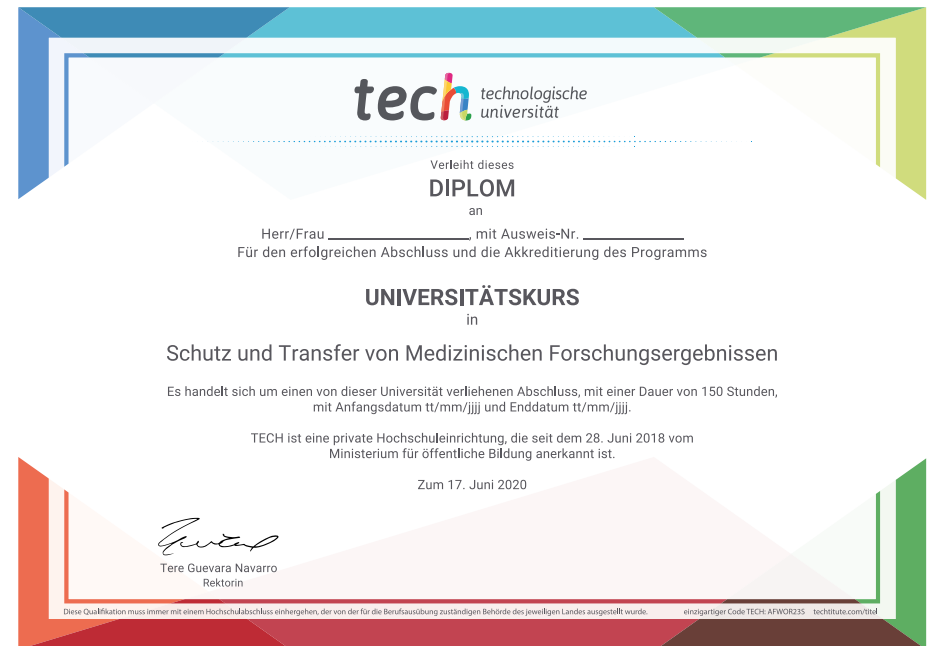 tech technologische
universität
Verleiht dieses
DIPLOM
an
Herr/Frau ____________, mit Ausweis-Nr. ____________
Für den erfolgreichen Abschluss und die Akkreditierung des Programms
UNIVERSITÄTSKURS
in
Schutz und Transfer von Medizinischen Forschungsergebnissen
Es handelt sich um einen von dieser Universität verliehenen Abschluss, mit einer Dauer von 150 Stunden,
mit Anfangsdatum tt/mm/jjjj und Enddatum tt/mm/jjjj.
TECH ist eine private Hochschuleinrichtung, die seit dem 28. Juni 2018 vom
Ministerium für öffentliche Bildung anerkannt ist.
Zum 17. Juni 2020
Tere Guevara Navarro
Rektorin
Diese Qualifikation muss immer mit einem Hochschulabschluss einhergehen, der von der für die Berufsausübung zuständigen Behörde des jeweiligen Landes ausgestellt wurde. einzigartiger Code TECH: AFWOR23S techtitute.com/titel